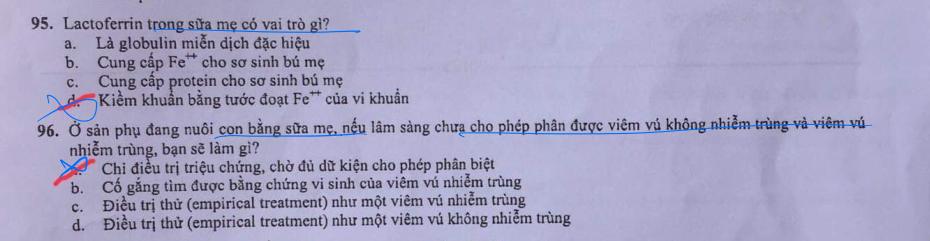 95. Lactoferrin trong sữa mẹ có vai trò gì?
a. Là globulin miễn dịch đặc hiệu
b. Cung cấp Fe++ cho sơ sinh bú mẹ
c. Cung cấp protein cho sơ sinh bú mẹ
d. Kiềm khuẩn bằng tước đoạt Fe++ của vi khuẩn
96. Ở sản phụ đang nuôi con bằng sữa mẹ, nếu lâm sàng chưa cho phép phân được viêm vú không nhiễm trùng và viêm vú
nhiễm trùng, bạn sẽ làm gì?
Chỉ điều trị triệu chứng, chờ đủ dữ kiện cho phép phân biệt
b. Cố gắng tìm được bằng chứng vi sinh của viêm vú nhiễm trùng
c. Điều trị thử (empirical treatment) như một viêm vú nhiễm trùng
d. Điều trị thử (empirical treatment) như một viêm vú không nhiễm trùng